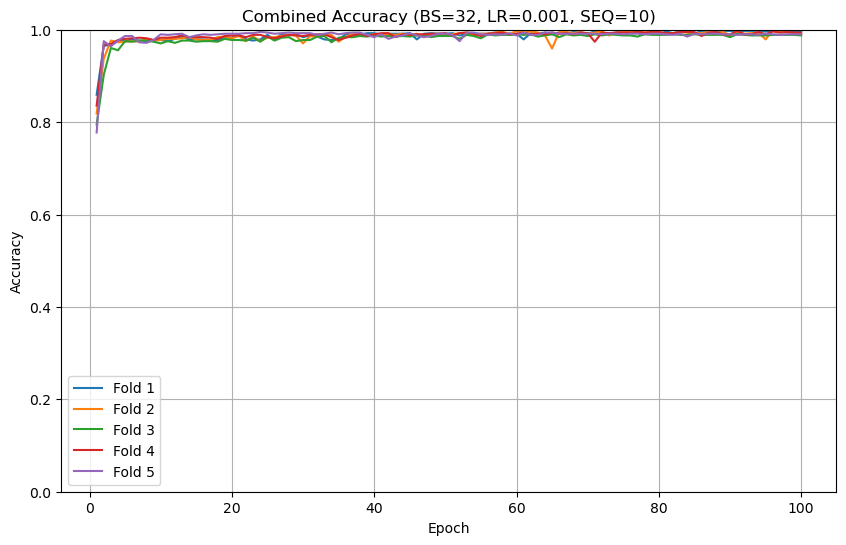 Combined Accuracy (BS=32, LR=0.001, SEQ=10)
1.0
0.8
0.6
0.4
0.2
0.0
Accuracy
Fold 1
Fold 2
Fold 3
Fold 4
Fold 5
0 20 40 60 80 100
Epoch